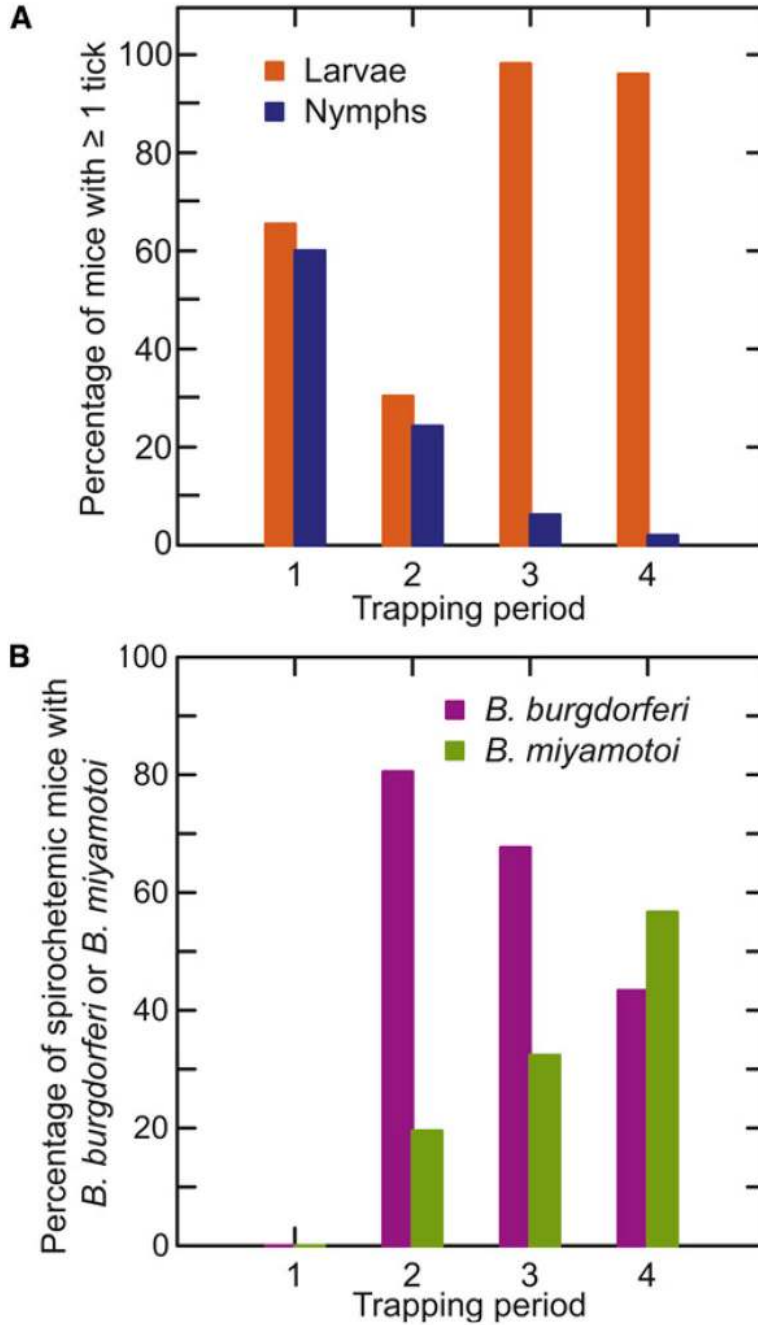 A
Percentage of mice with ≥ 1 tick
100
80
60
40
20
0
Larvae
Nymphs
1 2 3 4
Trapping period
B
Percentage of spirochetemic mice with
B. burgdorferi or B. miyamotoi
100
80
60
40
20
0
B. burgdorferi
B. miyamotoi
1 2 3 4
Trapping period